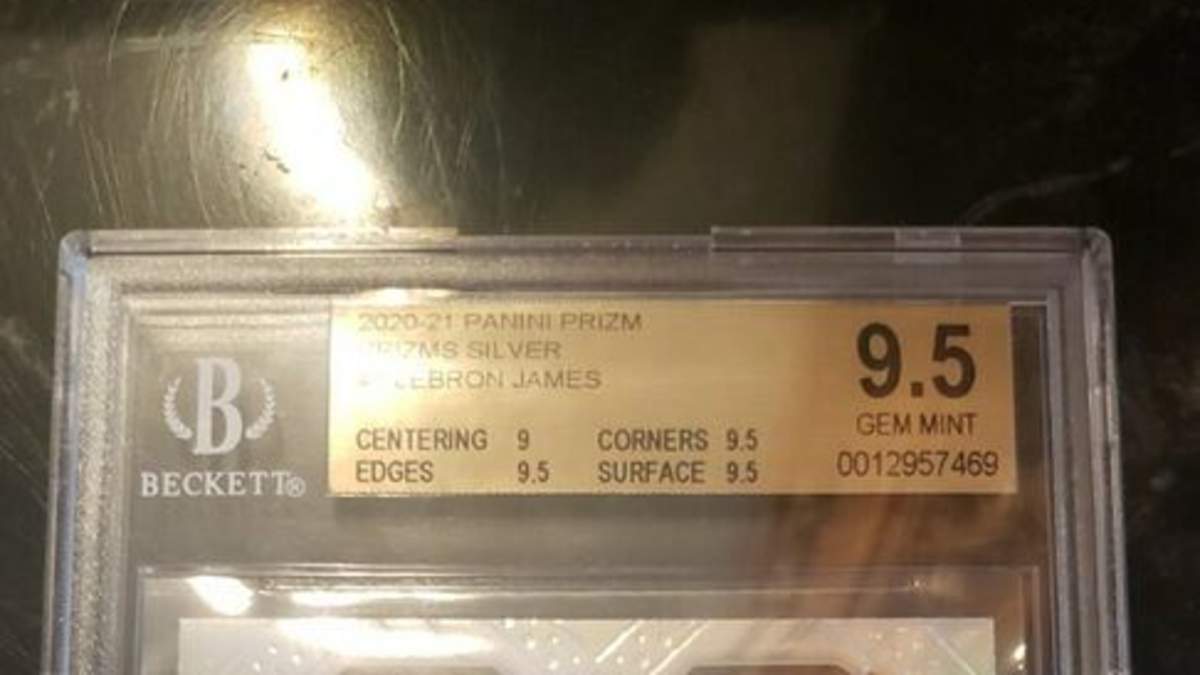 B
BECKETT®
2020-21 PANINI PRIZM
PRIZMS SILVER
LEBRON JAMES
CENTERING 9 CORNERS 9.5
EDGES 9.5 SURFACE 9.5
9.5
GEM MINT
0012957469